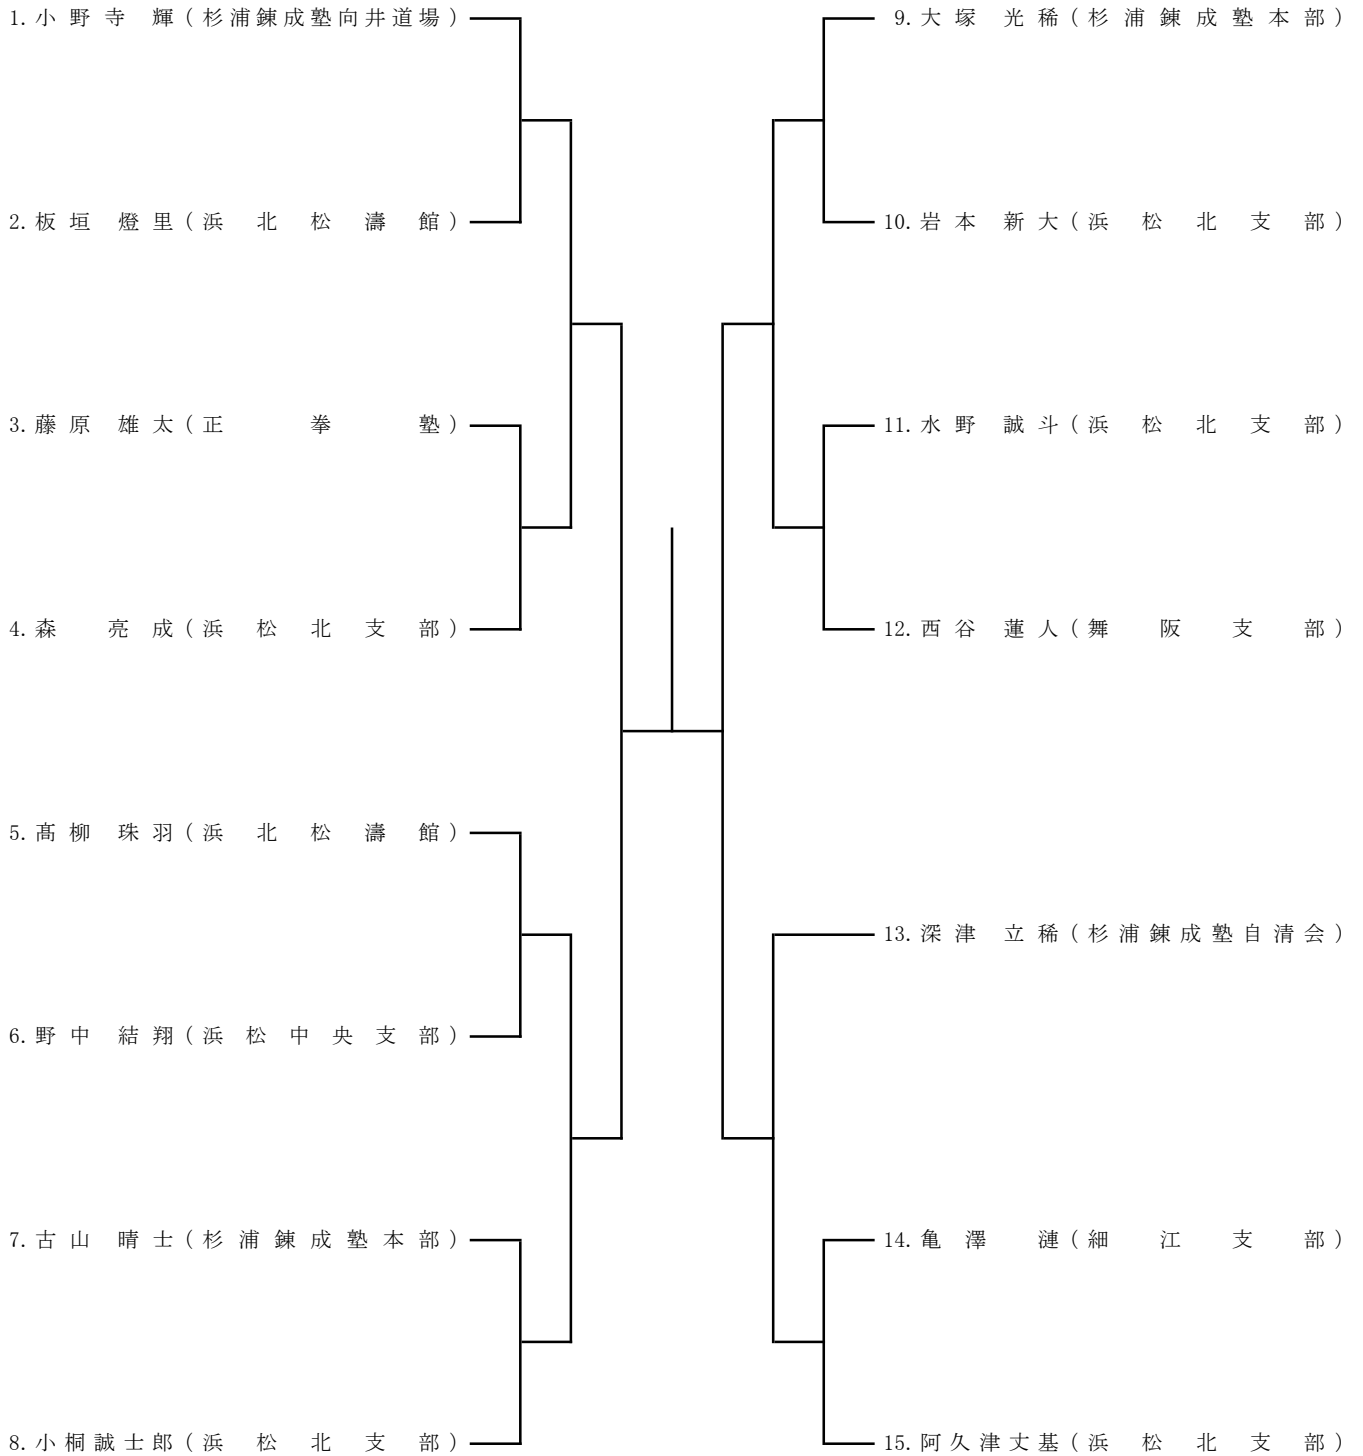 1. 小野寺 輝(杉浦錬成塾向井道場)
2. 板垣 燈里(浜北松濤館)
3. 藤原 雄太(正拳塾)
4. 森 亮成(浜松北支部)
5. 髙柳 珠羽(浜北松濤館)
6. 野中 結翔(浜松中央支部)
7. 古山 晴士(杉浦錬成塾本部)
8. 小桐誠士郎(浜松北支部)
9. 大塚 光稀(杉浦錬成塾本部)
10. 岩本 新大(浜松北支部)
11. 水野 誠斗(浜松北支部)
12. 西谷 蓮人(舞阪支部)
13. 深津 立稀(杉浦錬成塾自清会)
14. 亀澤 漣(細江支部)
15. 阿久津丈基(浜松北支部)